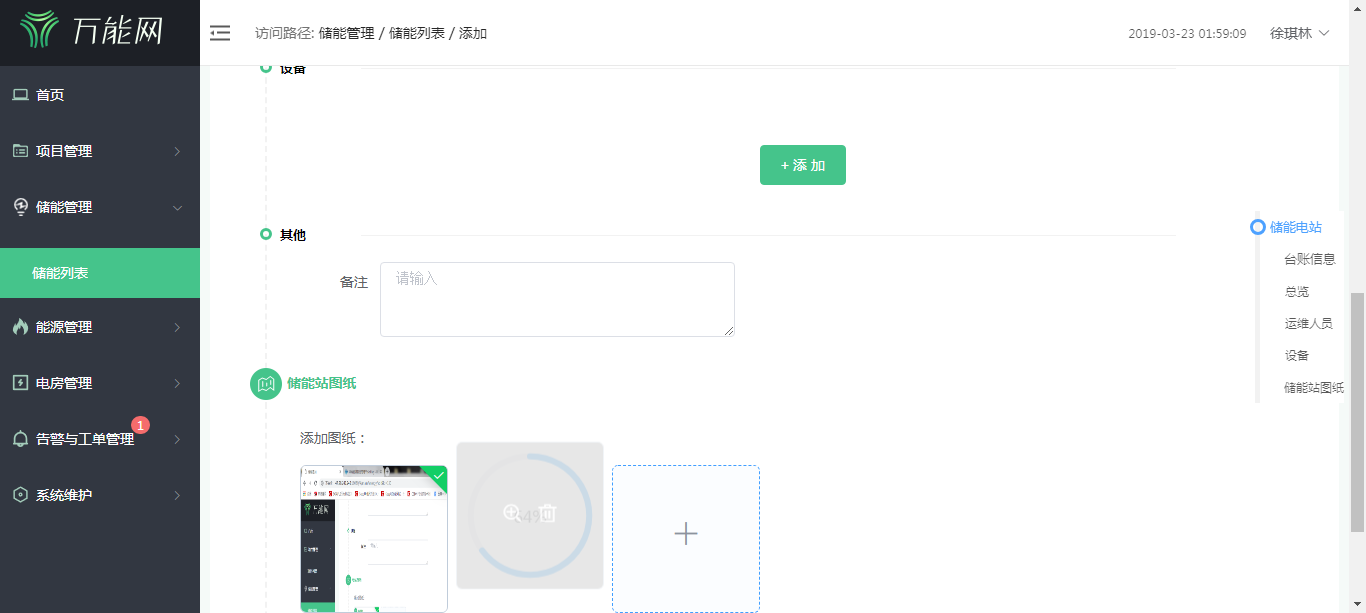 万能网
访问路径: 储能管理 / 储能列表 / 添加
2019-03-23 01:59:09
徐琪林
首页
项目管理
储能管理
储能列表
能源管理
电房管理
告警与工单管理
1
系统维护
设备
+ 添 加
其他
备注
请输入
储能站图纸
添加图纸：
储能电站
台账信息
总览
运维人员
设备
储能站图纸